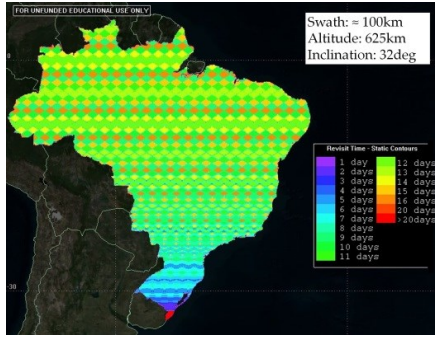 FOR UNFUNDED EDUCATIONAL USE ONLY
Swath: ≈ 100km
Altitude: 625km
Inclination: 32deg
0
Revisit Time - Static Contours
1 day
2 days
3 days
4 days
5 days
6 days
7 days
8 days
9 days
10 days
11 days
12 days
13 days
14 days
15 days
16 days
20 days
>20days
-30